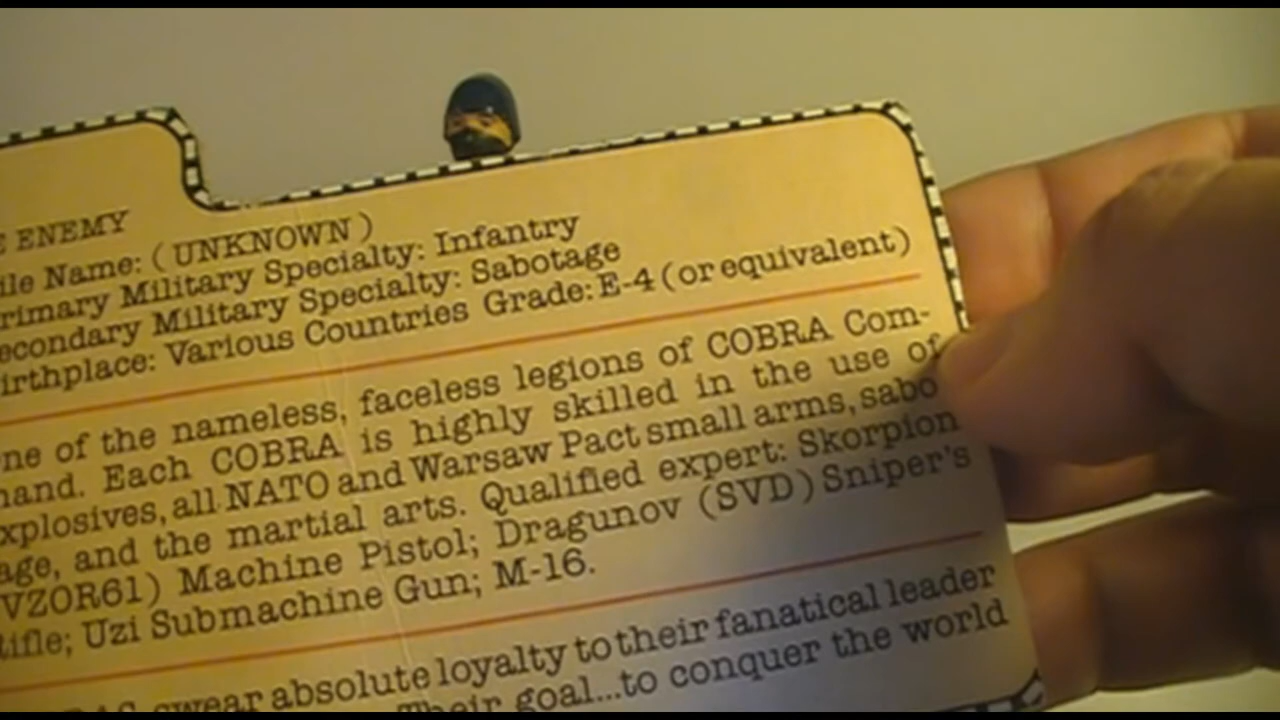 E ENEMY
ile Name: ( UNKNOWN )
rimary Military Specialty: Infantry
econdary Military Specialty: Sabotage
irthplace: Various Countries Grade: E-4 (or equivalent)
ne of the nameless, faceless legions of COBRA Com-
hand. Each COBRA is highly skilled in the use of
xplosives, all NATO and Warsaw Pact small arms, sabo
age, and the martial arts. Qualified expert: Skorpion
VZOR61) Machine Pistol; Dragunov (SVD) Sniper's
ifle; Uzi Submachine Gun; M-16.
swear absolute loyalty to their fanatical leader
Their goal...to conquer the world